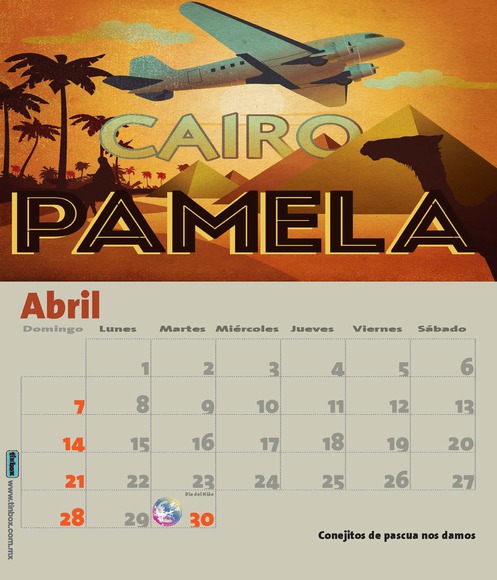 CAIRO
PAMELA
Abril
Domingo Lunes Martes Miércoles Jueves Viernes Sábado
1 2 3 4 5 6
7 8 9 10 11 12 13
14 15 16 17 18 19 20
21 22 23 24 25 26 27
Día del Niño
28 29 30
Conejitos de pascua nos damos
tinbox
www.tinbox.com.mx